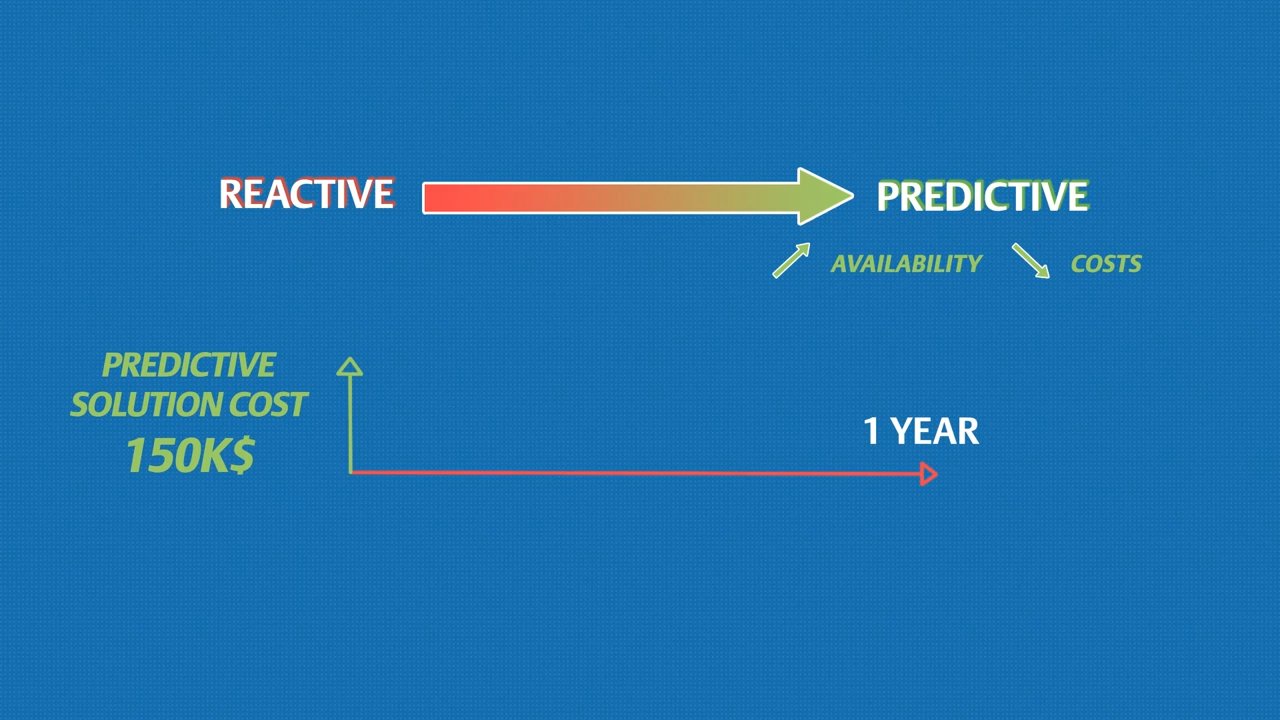 REACTIVE
PREDICTIVE
AVAILABILITY
COSTS
PREDICTIVE
SOLUTION COST
150K$
1 YEAR